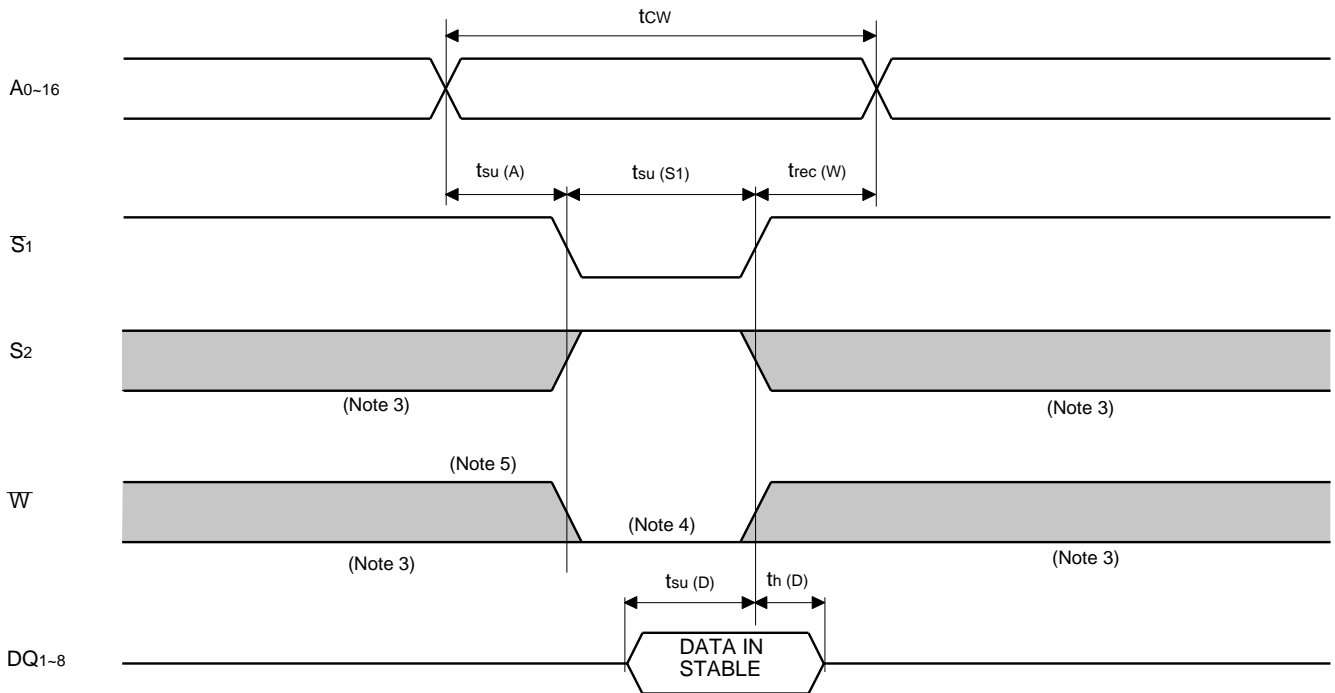 tCW
A0~16
tsu (A) tsu (S1) trec (W)
S̅1
S2
(Note 3) (Note 3)
(Note 5)
W̅
(Note 4)
(Note 3) (Note 3)
tsu (D) th (D)
DQ1~8
DATA IN
STABLE